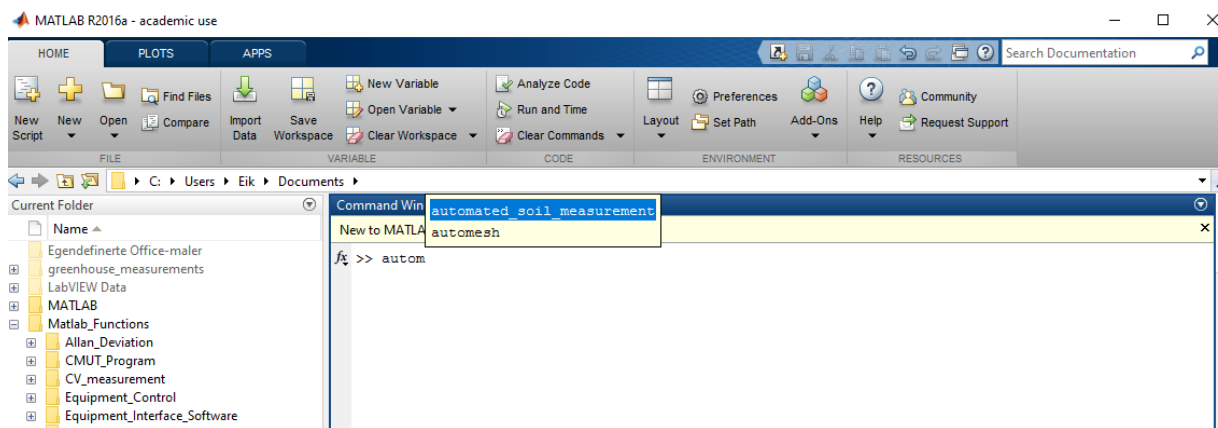 MATLAB R2016a - academic use
HOME PLOTS APPS Search Documentation
New Script New Open Find Files Compare Import Data Save Workspace New Variable Open Variable Clear Workspace Analyze Code Run and Time Clear Commands Layout Preferences Set Path Add-Ons Help Community Request Support
FILE VARIABLE CODE ENVIRONMENT RESOURCES
C: Users Eik Documents
Current Folder Command Win
automated_soil_measurement
Name New to MATLA
automesh
Egendefinerte Office-maler
fx >> autom
greenhouse_measurements
LabVIEW Data
MATLAB
Matlab_Functions
Allan_Deviation
CMUT_Program
CV_measurement
Equipment_Control
Equipment_Interface_Software